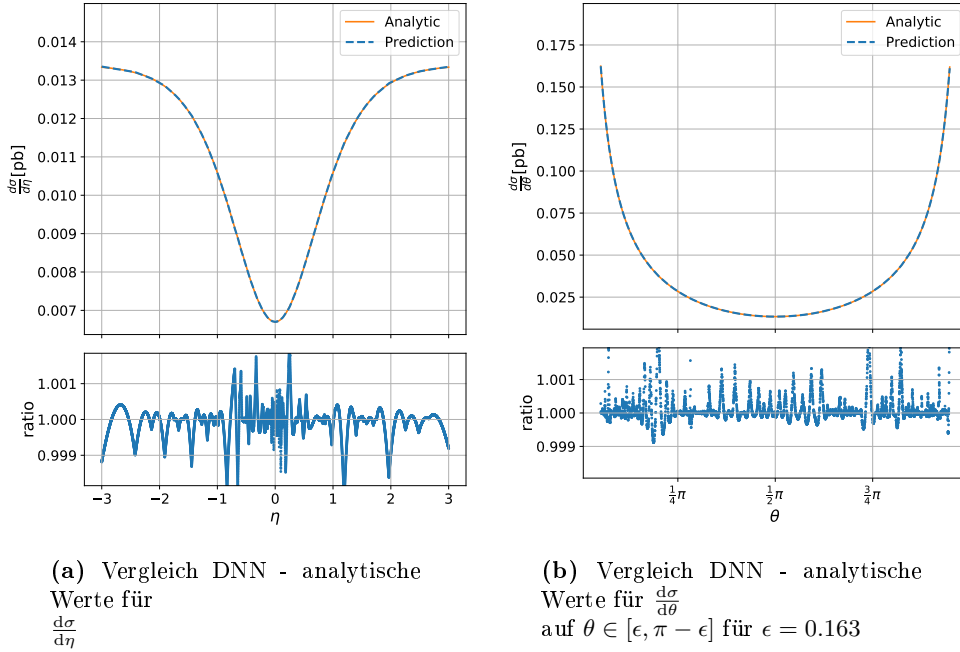 Analytic
Prediction
0.014
0.013
0.012
0.011
0.010
0.009
0.008
0.007
dσ/dη [pb]
1.001
1.000
0.999
ratio
−3 −2 −1 0 1 2 3
η
Analytic
Prediction
0.175
0.150
0.125
0.100
0.075
0.050
0.025
dσ/dθ [pb]
1.001
1.000
0.999
ratio
1/4 π 1/2 π 3/4 π
θ
(a) Vergleich DNN - analytische
Werte für
dσ/dη
(b) Vergleich DNN - analytische
Werte für dσ/dθ
auf θ ∈ [ϵ, π − ϵ] für ϵ = 0.163